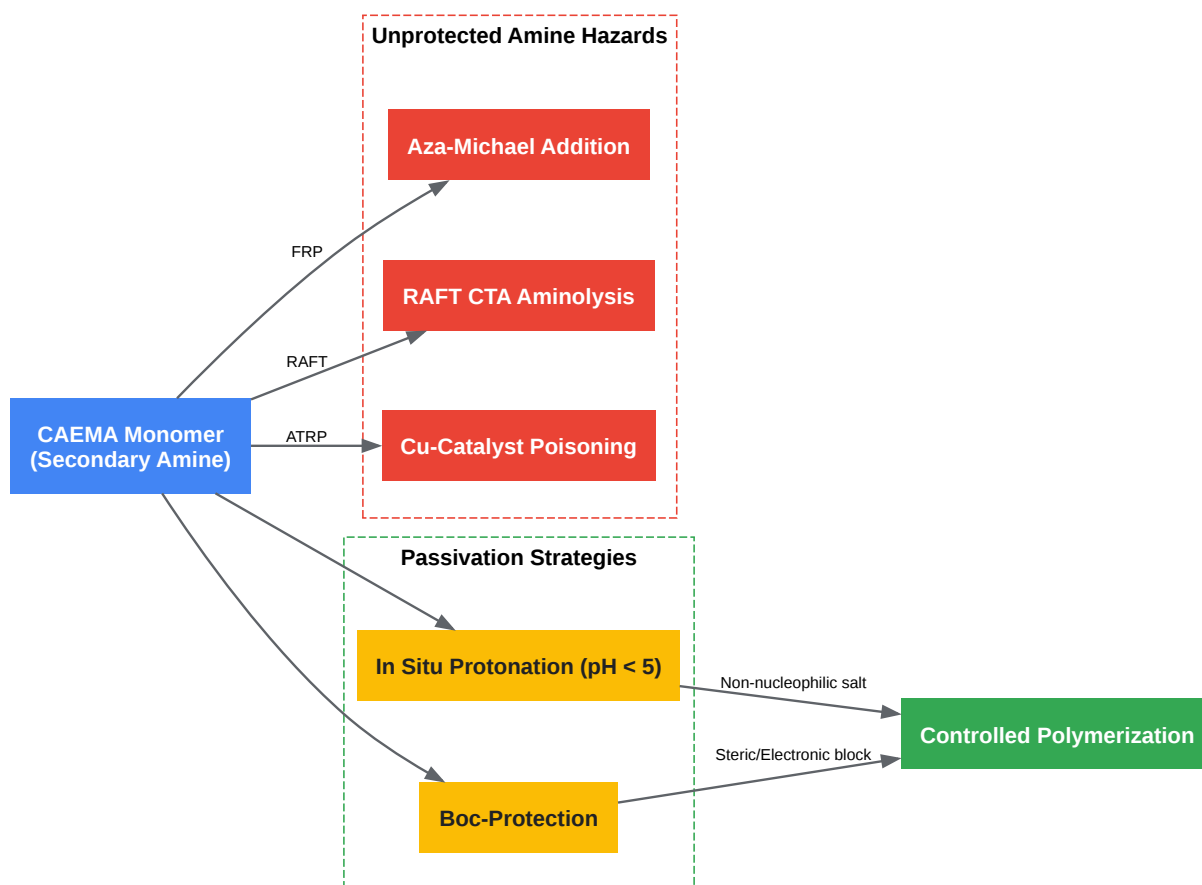 Unprotected Amine Hazards
Aza-Michael Addition
FRP
RAFT CTA Aminolysis
RAFT
CAEMA Monomer
(Secondary Amine)
ATRP
Cu-Catalyst Poisoning
Passivation Strategies
In Situ Protonation (pH < 5)
Non-nucleophilic salt
Controlled Polymerization
Steric/Electronic block
Boc-Protection